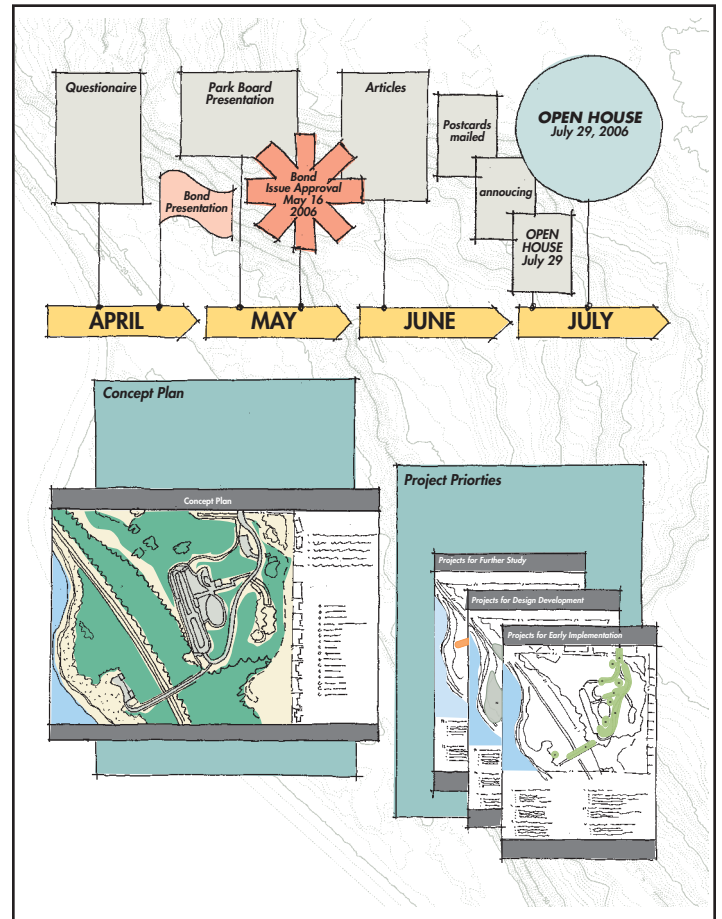 Questionaire
Park Board
Presentation
Articles
Postcards
mailed
OPEN HOUSE
July 29, 2006
Bond
Presentation
Bond
Issue Approval
May 16
2006
annoucing
OPEN
HOUSE
July 29
APRIL
MAY
JUNE
JULY
Concept Plan
Concept Plan
Project Priorties
Projects for Further Study
Projects for Design Development
Projects for Early Implementation